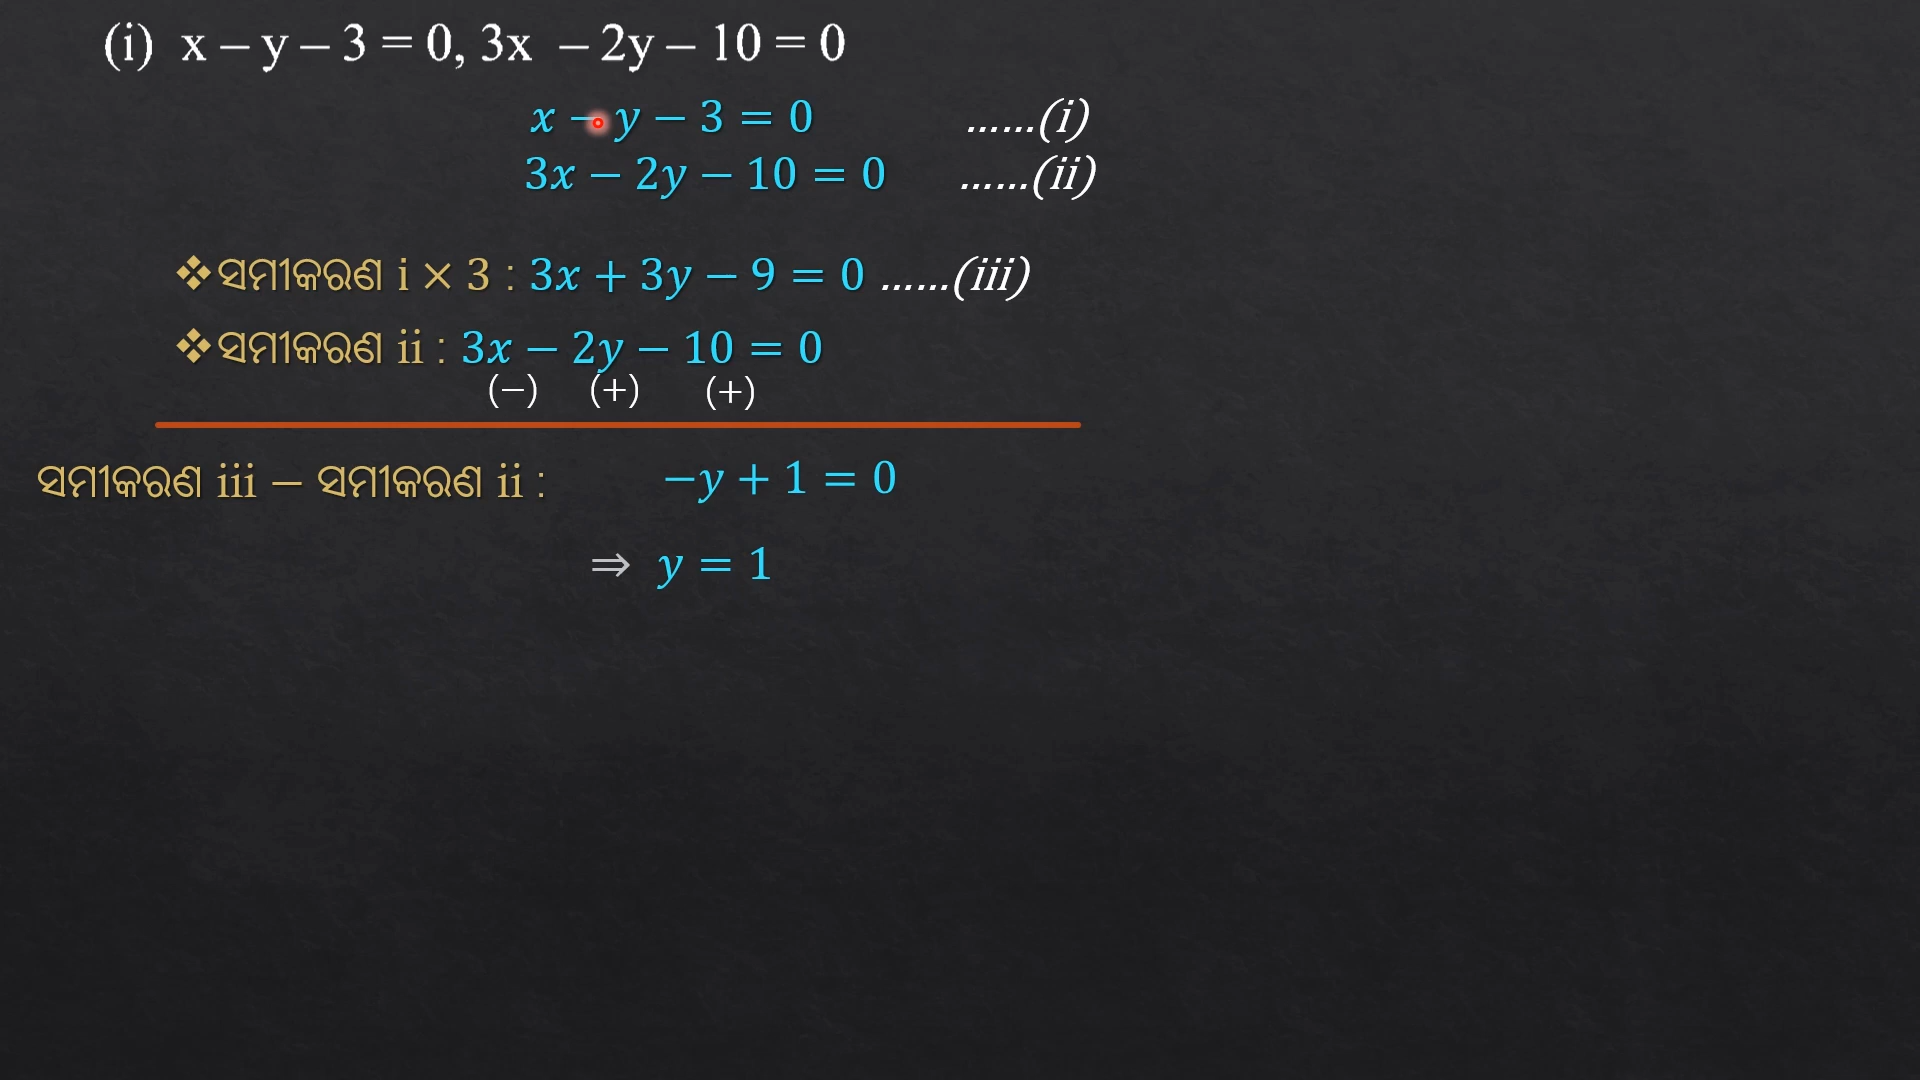 (i) x – y – 3 = 0, 3x – 2y – 10 = 0
x − y − 3 = 0 ……(i)
3x − 2y − 10 = 0 ……(ii)
❖ସମୀକରଣ i × 3 : 3x + 3y − 9 = 0 ……(iii)
❖ସମୀକରଣ ii : 3x − 2y − 10 = 0
(−) (+) (+)
ସମୀକରଣ iii − ସମୀକରଣ ii : −y + 1 = 0
⇒ y = 1